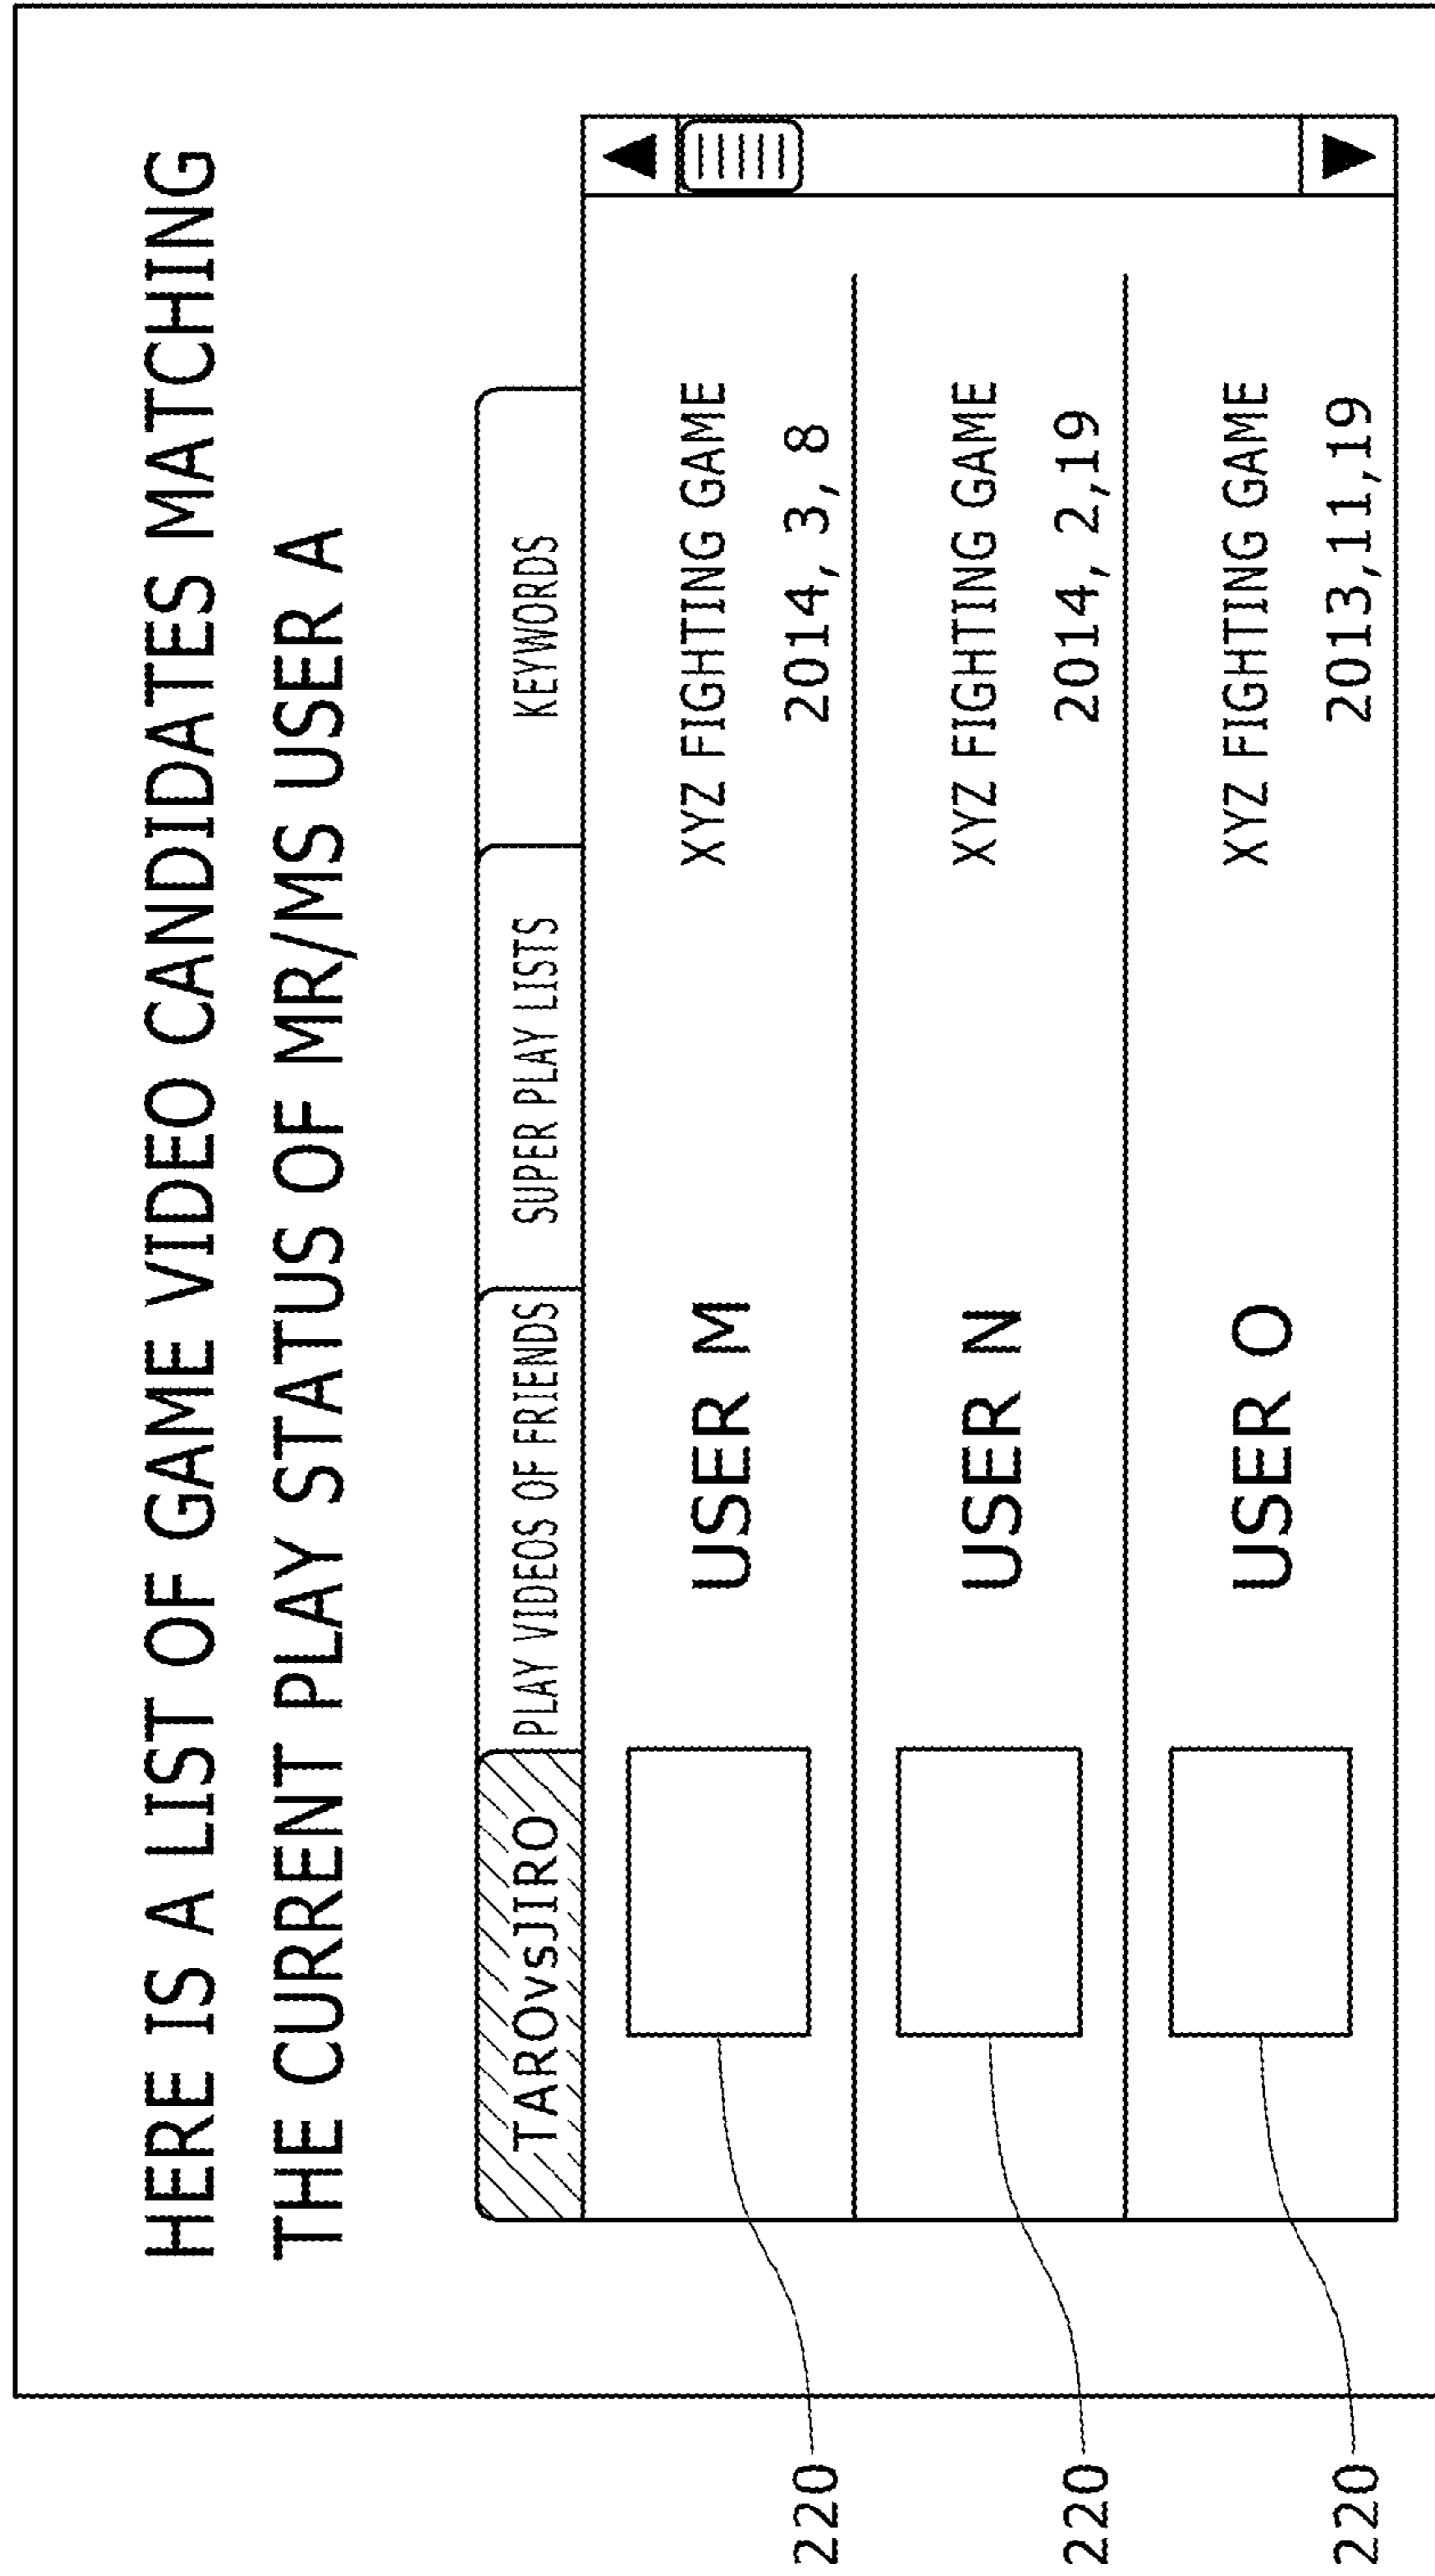 HERE IS A LIST OF GAME VIDEO CANDIDATES MATCHING
THE CURRENT PLAY STATUS OF MR/MS USER A
TAROvsJIRO
PLAY VIDEOS OF FRIENDS
SUPER PLAY LISTS
KEYWORDS
220
USER M
XYZ FIGHTING GAME
2014, 3, 8
220
USER N
XYZ FIGHTING GAME
2014, 2,19
220
USER O
XYZ FIGHTING GAME
2013,11,19